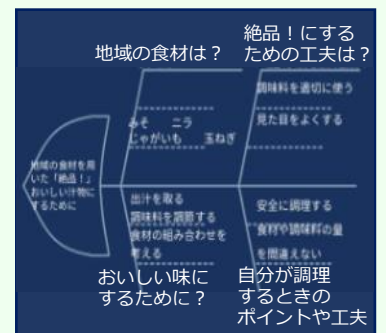 地域の食材は？
絶品！にする
ための工夫は？
調味料を適切に使う
見た目をよくする
みそ　ニラ
じゃがいも　玉ねぎ
地域の食材を用
いた「絶品！」
おいしい汁物に
するために
出汁を取る
調味料を調節する
食材の組み合わせを
考える
安全に調理する
食材や調味料の量
を間違えない
おいしい味に
するために？
自分が調理
するときの
ポイントや工夫